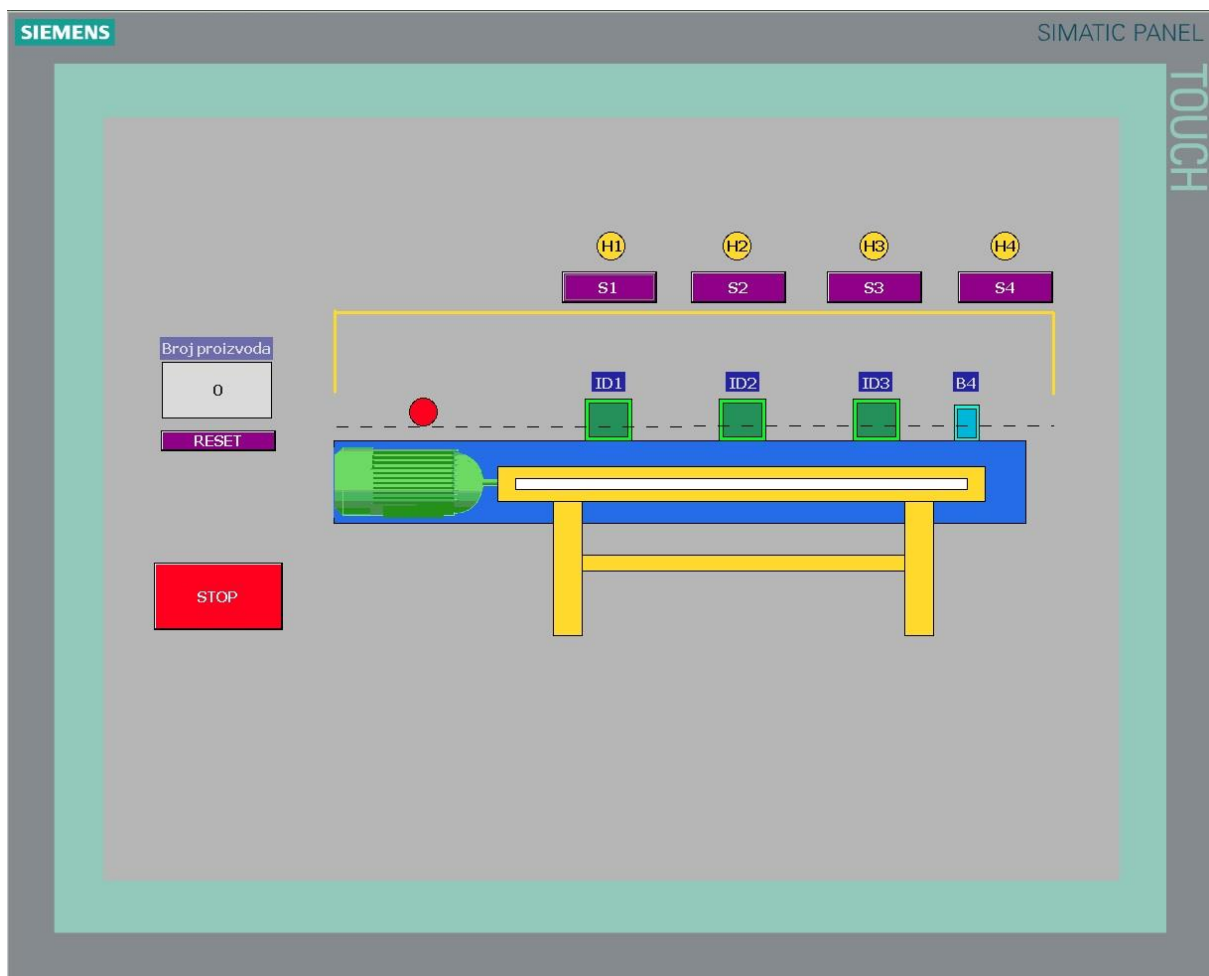 SIEMENS
SIMATIC PANEL
TOUCH
H1 H2 H3 H4
S1 S2 S3 S4
Broj proizvoda
0
RESET
ID1 ID2 ID3 B4
STOP